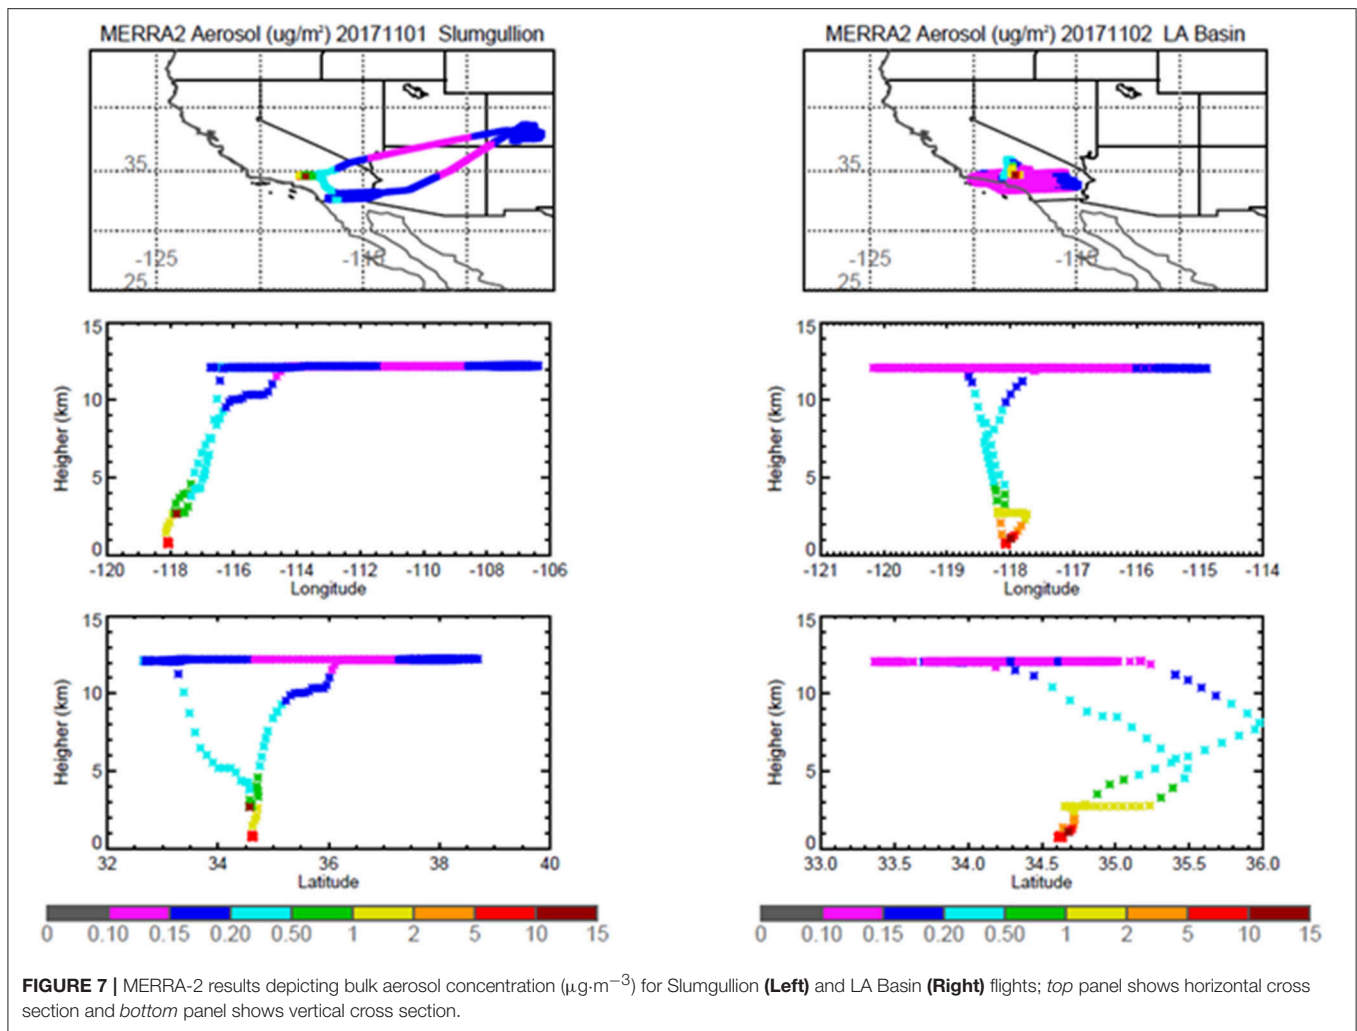 MERRA2 Aerosol (ug/m²) 20171101 Slumgullion
35
-125
-115
25
MERRA2 Aerosol (ug/m²) 20171102 LA Basin
35
-125
-115
25
15
10
5
0
Heigher (km)
-120 -118 -116 -114 -112 -110 -108 -106
Longitude
15
10
5
0
Heigher (km)
-121 -120 -119 -118 -117 -116 -115 -114
Longitude
15
10
5
0
Heigher (km)
32 34 36 38 40
Latitude
15
10
5
0
Heigher (km)
33.0 33.5 34.0 34.5 35.0 35.5 36.0
Latitude
0 0.10 0.15 0.20 0.50 1 2 5 10 15
0 0.10 0.15 0.20 0.50 1 2 5 10 15
FIGURE 7 | MERRA-2 results depicting bulk aerosol concentration (μg·m−3) for Slumgullion (Left) and LA Basin (Right) flights; top panel shows horizontal cross
section and bottom panel shows vertical cross section.